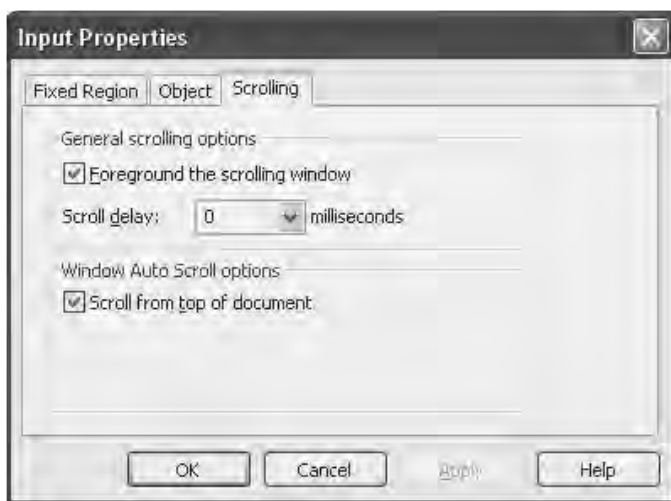 Input Properties
Fixed Region Object Scrolling
General scrolling options
Foreground the scrolling window
Scroll delay: 0 milliseconds
Window Auto Scroll options
Scroll from top of document
OK Cancel Apply Help